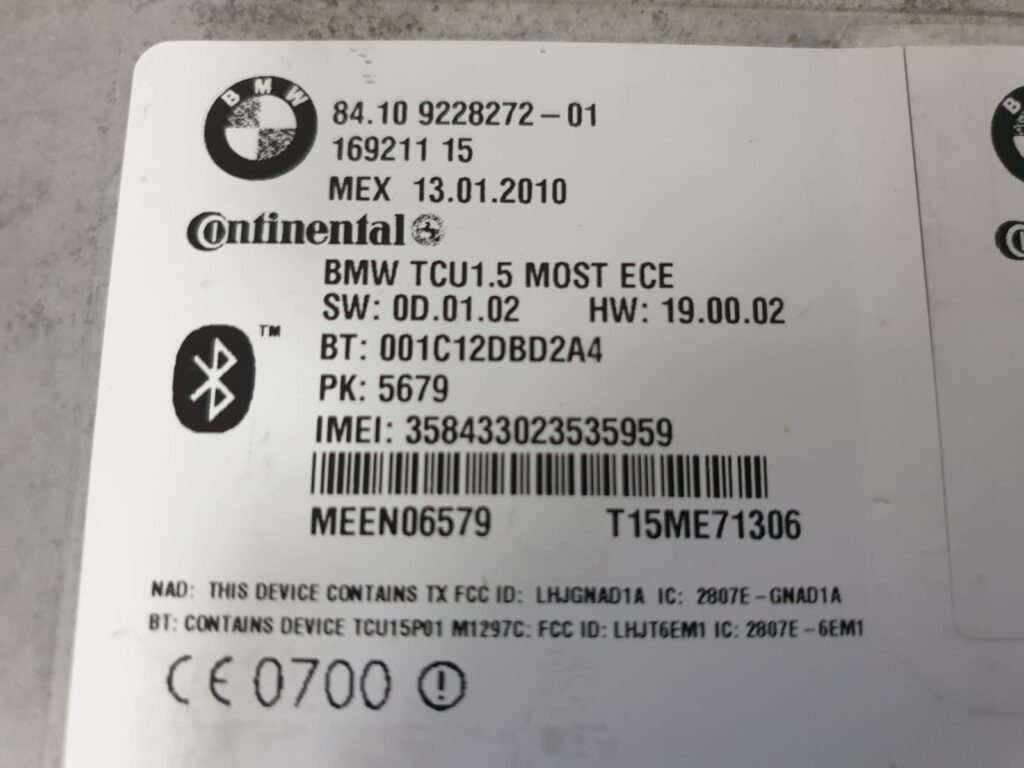 BMW
84.10 9228272-01
169211 15
MEX 13.01.2010
Continental
BMW TCU1.5 MOST ECE
SW: 0D.01.02 HW: 19.00.02
TM
BT: 001C12DBD2A4
PK: 5679
IMEI: 358433023535959
MEEN06579 T15ME71306
NAD: THIS DEVICE CONTAINS TX FCC ID: LHJGNAD1A IC: 2807E-GNAD1A
BT: CONTAINS DEVICE TCU15P01 M1297C: FCC ID: LHJT6EM1 IC: 2807E-6EM1
CE 0700 !
B
C